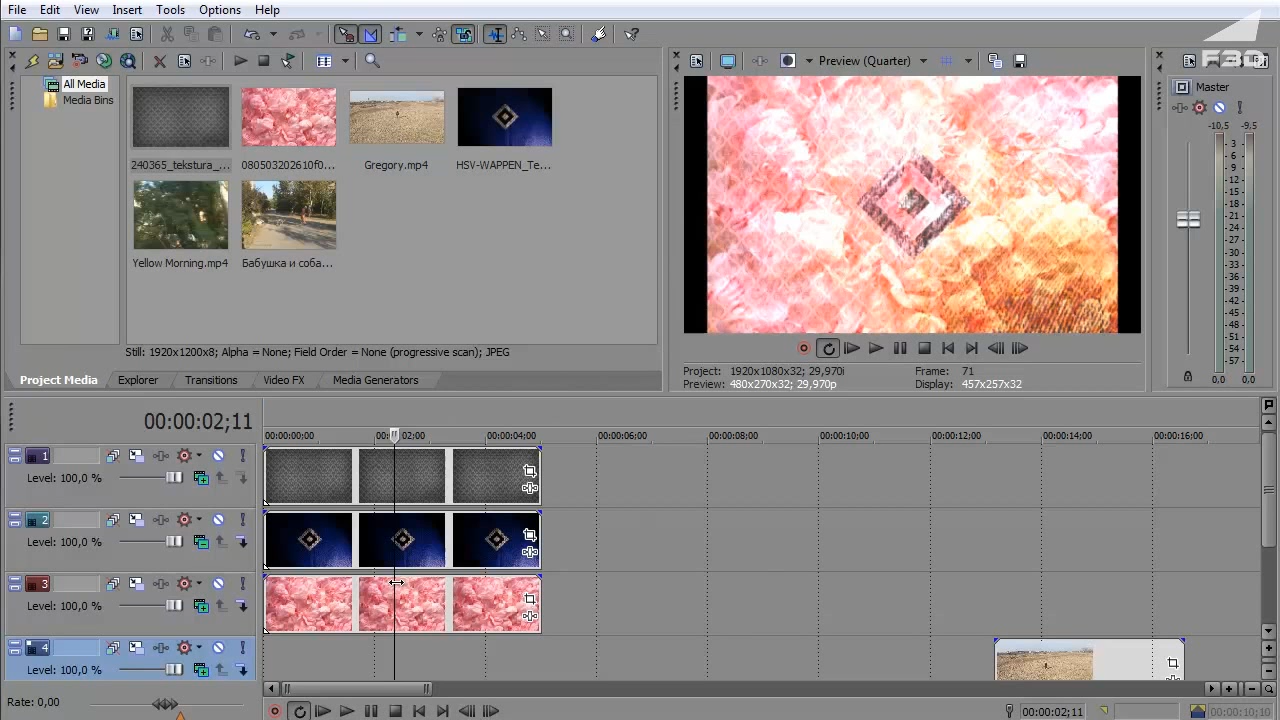 File Edit View Insert Tools Options Help
F3D
Preview (Quarter)
All Media
Media Bins
240365_tekstura_...
080503202610f0...
Gregory.mp4
HSV-WAPPEN_Te...
Yellow Morning.mp4
Бабушка и соба...
Still: 1920x1200x8; Alpha = None; Field Order = None (progressive scan); JPEG
Project Media Explorer Transitions Video FX Media Generators
Project: 1920x1080x32; 29,970i Frame: 71
Preview: 480x270x32; 29,970p Display: 457x257x32
Master
-10,5 -9,5
3
6
9
12
15
18
21
24
27
30
33
36
39
42
45
48
51
54
57
0,0 0,0
00:00:02;11
00:00:00;00 00:00:04;00 00:00:06;00 00:00:08;00 00:00:10;00 00:00:12;00 00:00:14;00 00:00:16;00
1
Level: 100,0 %
2
Level: 100,0 %
3
Level: 100,0 %
4
Level: 100,0 %
Rate: 0,00
00:00:02;11 00:00:10;10